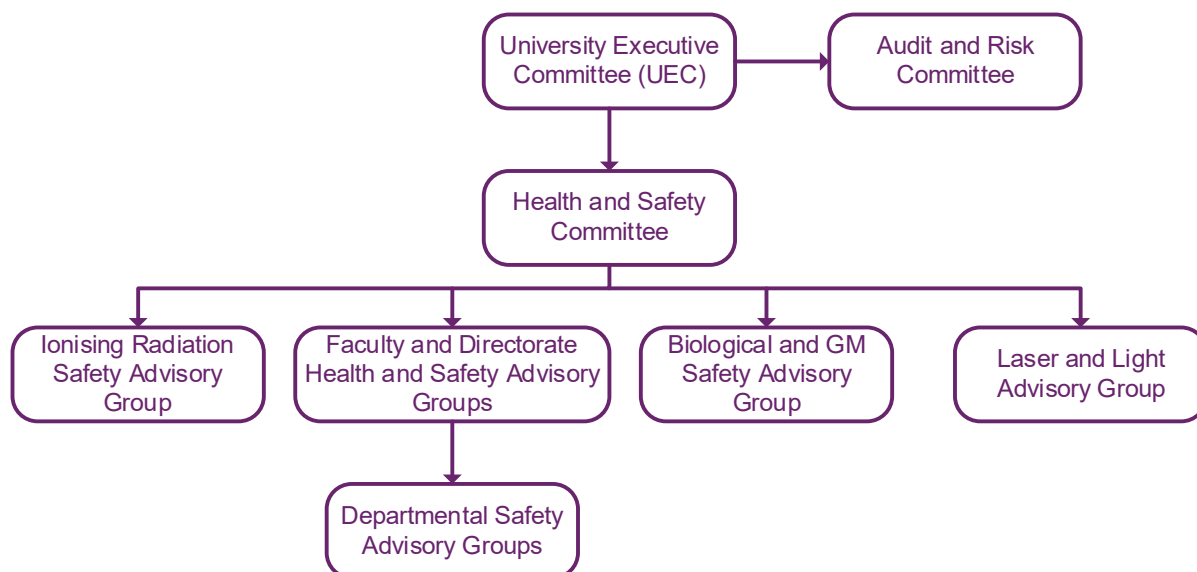 University Executive
Committee (UEC)
Audit and Risk
Committee
Health and Safety
Committee
Ionising Radiation
Safety Advisory
Group
Faculty and Directorate
Health and Safety Advisory
Groups
Biological and GM
Safety Advisory
Group
Laser and Light
Advisory Group
Departmental Safety
Advisory Groups